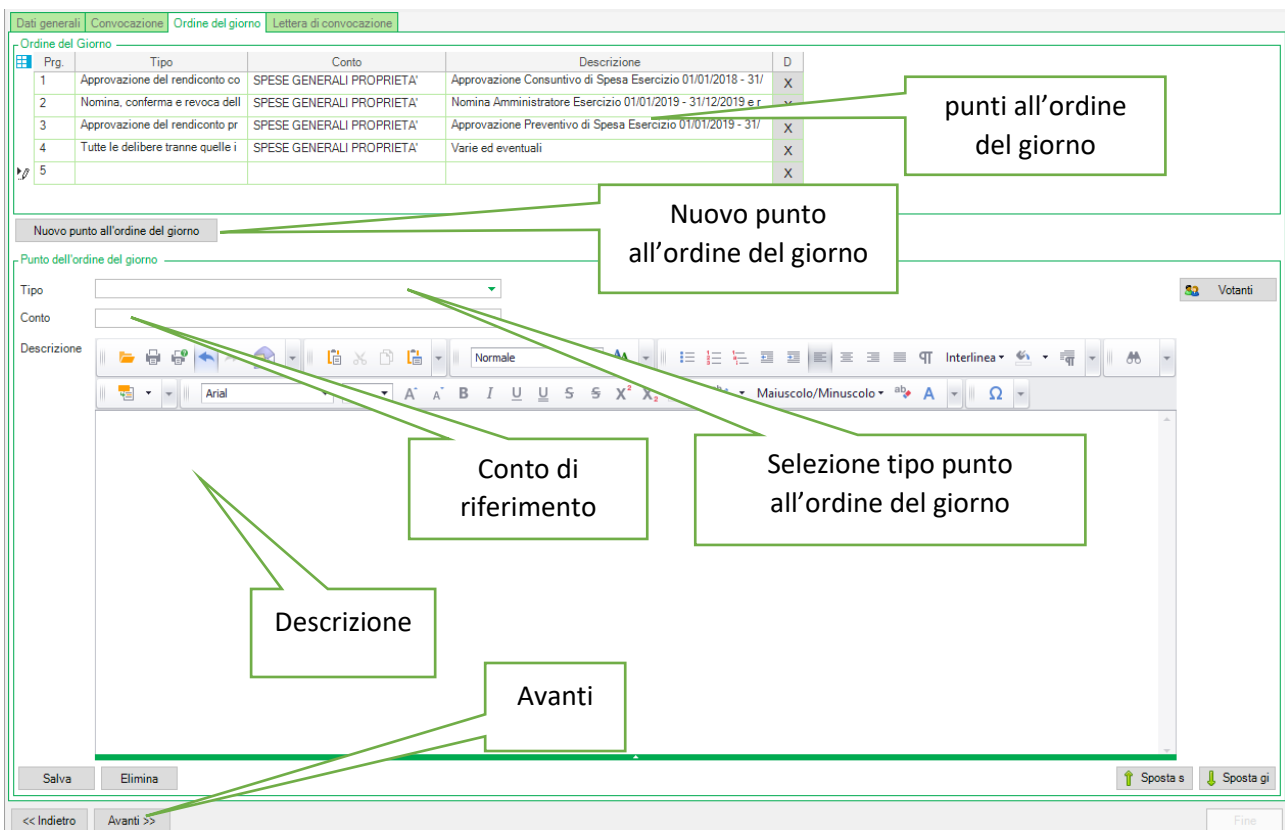 Dati generali Convocazione Ordine del giorno Lettera di convocazione
Ordine del Giorno
Prg. Tipo Conto Descrizione D
1 Approvazione del rendiconto co SPESE GENERALI PROPRIETA' Approvazione Consuntivo di Spesa Esercizio 01/01/2018 - 31/ X
2 Nomina, conferma e revoca dell SPESE GENERALI PROPRIETA' Nomina Amministratore Esercizio 01/01/2019 - 31/12/2019 e r X
3 Approvazione del rendiconto pr SPESE GENERALI PROPRIETA' Approvazione Preventivo di Spesa Esercizio 01/01/2019 - 31/ X
4 Tutte le delibere tranne quelle i SPESE GENERALI PROPRIETA' Varie ed eventuali X
5 X
punti all'ordine
del giorno
Nuovo punto
all'ordine del giorno
Nuovo punto all'ordine del giorno
Punto dell'ordine del giorno
Tipo
Votanti
Conto
Descrizione
Normale
Interlinea
Arial
Maiuscolo/Minuscolo
Conto di
riferimento
Selezione tipo punto
all'ordine del giorno
Descrizione
Avanti
Salva Elimina Sposta s Sposta gi
<< Indietro Avanti >> Fine